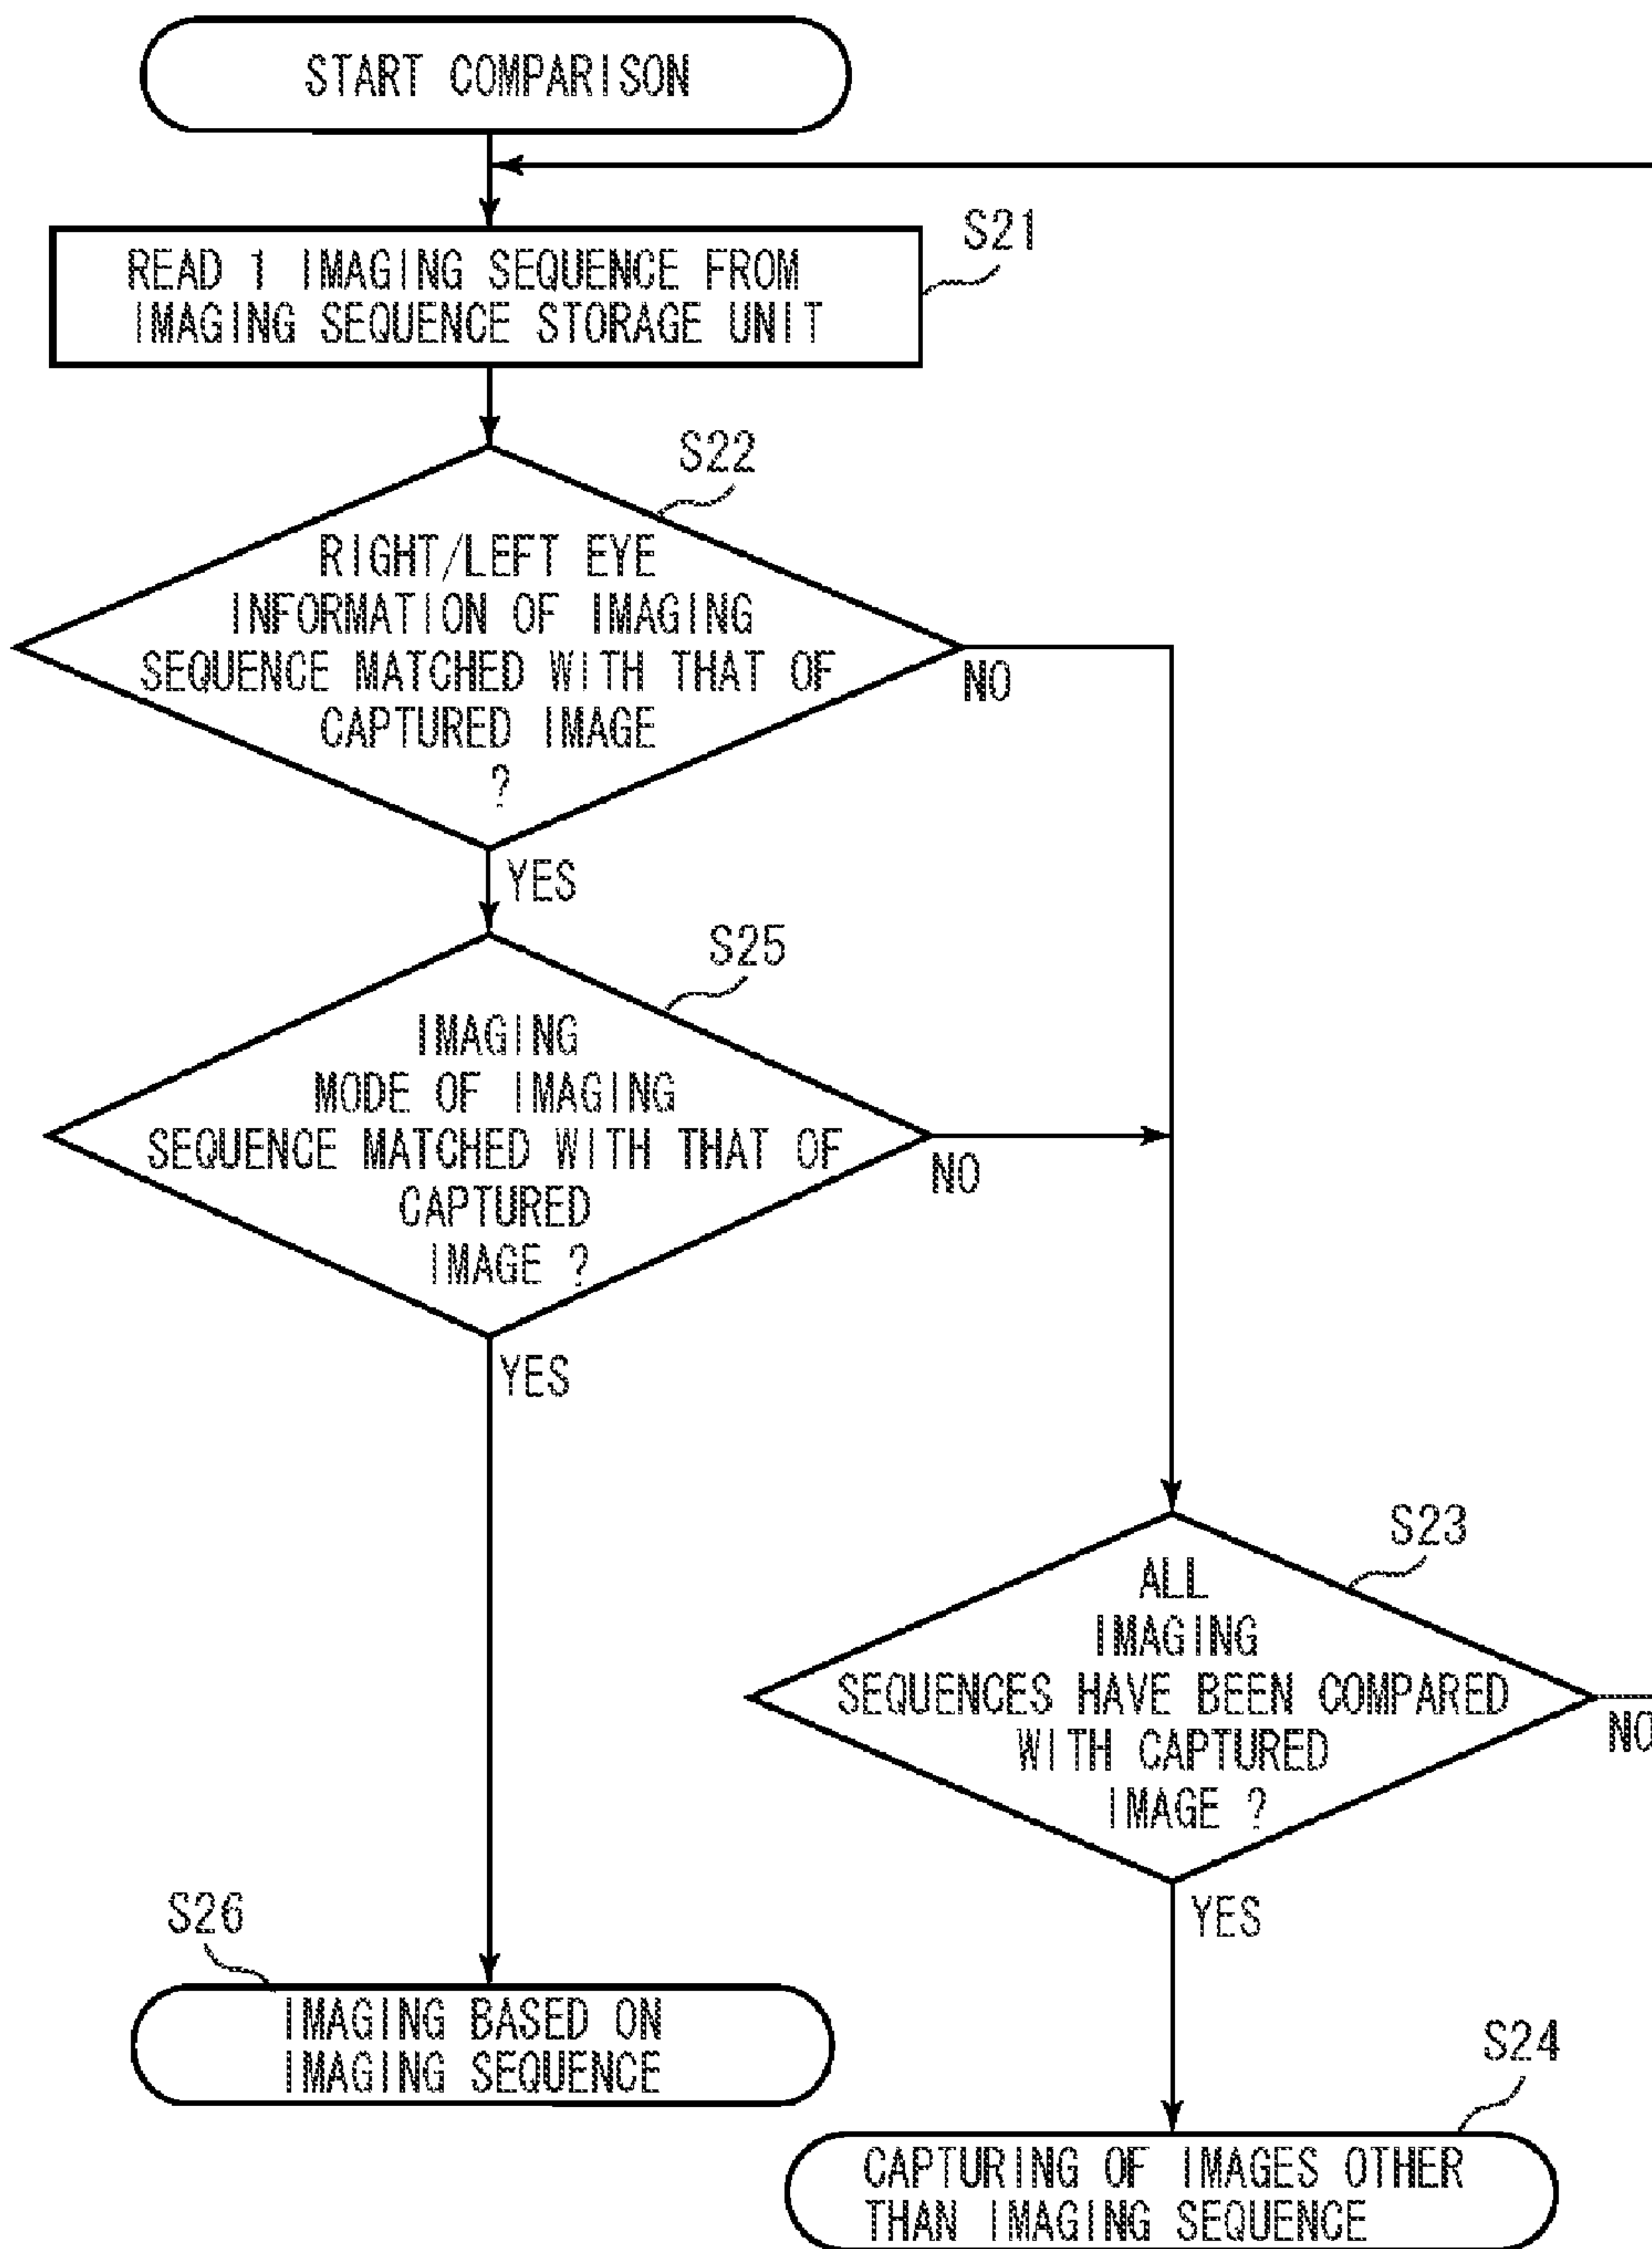 START COMPARISON
S21
READ 1 IMAGING SEQUENCE FROM
IMAGING SEQUENCE STORAGE UNIT
S22
RIGHT/LEFT EYE
INFORMATION OF IMAGING
SEQUENCE MATCHED WITH THAT OF
CAPTURED IMAGE
?
NO
YES
S25
IMAGING
MODE OF IMAGING
SEQUENCE MATCHED WITH THAT OF
CAPTURED
IMAGE ?
NO
YES
S23
ALL
IMAGING
SEQUENCES HAVE BEEN COMPARED
WITH CAPTURED
IMAGE ?
NO
YES
S26
IMAGING BASED ON
IMAGING SEQUENCE
S24
CAPTURING OF IMAGES OTHER
THAN IMAGING SEQUENCE